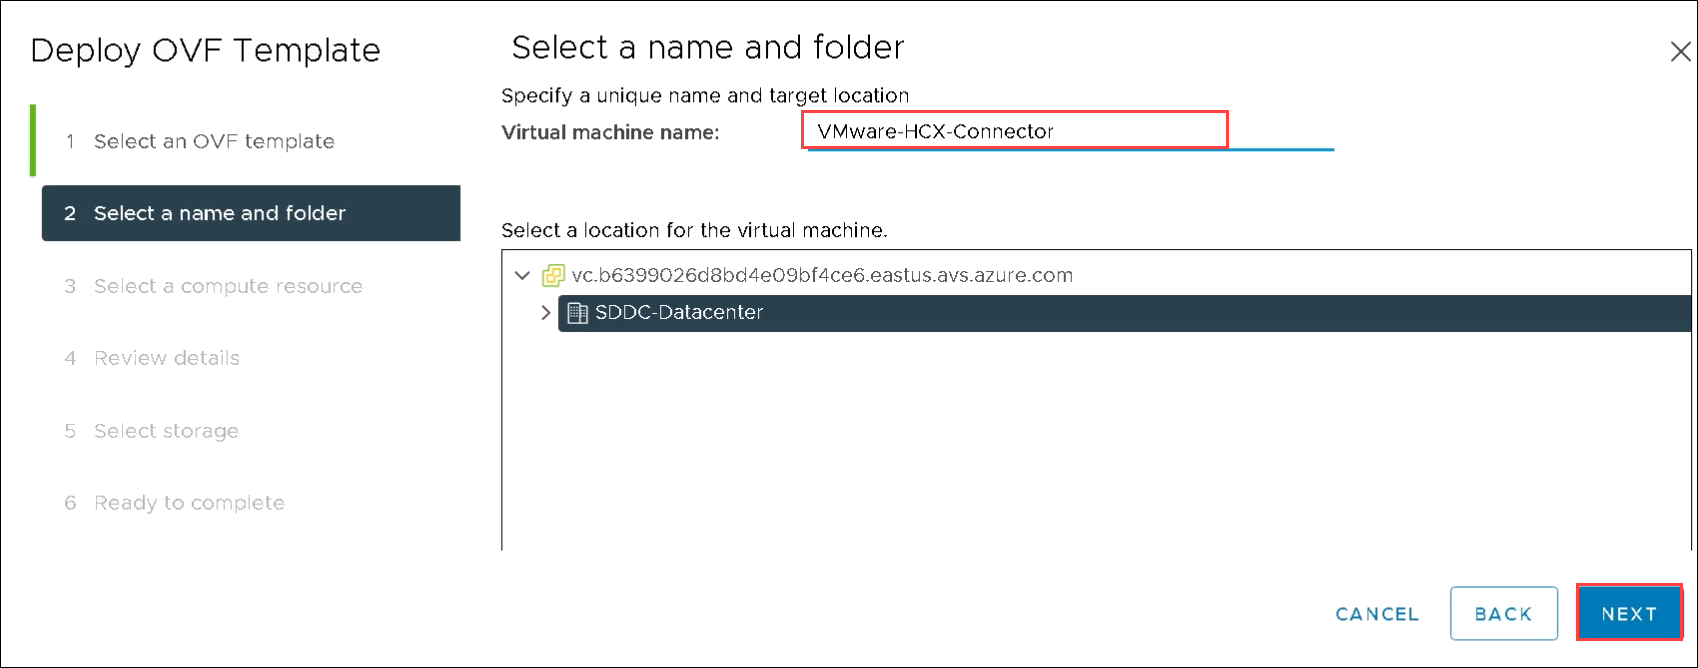 Deploy OVF Template
1 Select an OVF template
2 Select a name and folder
3 Select a compute resource
4 Review details
5 Select storage
6 Ready to complete
Select a name and folder
Specify a unique name and target location
Virtual machine name: VMware-HCX-Connector
Select a location for the virtual machine.
vc.b6399026d8bd4e09bf4ce6.eastus.avs.azure.com
SDDC-Datacenter
CANCEL BACK NEXT